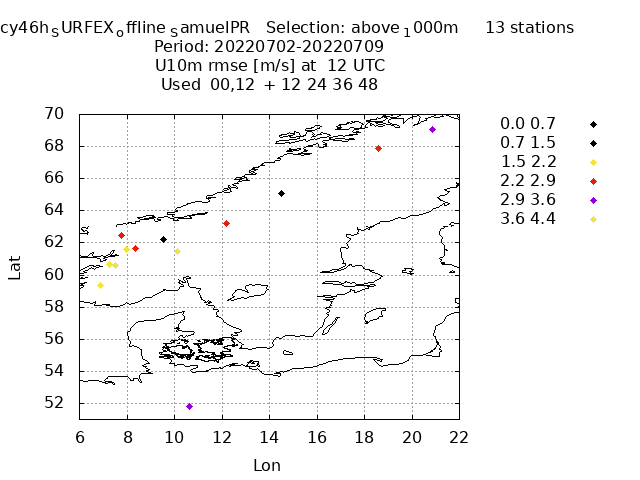 cy46hsURFEXoffline samuelPR Selection: above1000m 13 stations
Period: 20220702-20220709
U10m rmse [m/s] at 12 UTC
Used 00,12 + 12 24 36 48
70
68
66
64
62
60
58
56
54
52
Lat
6 8 10 12 14 16 18 20 22
Lon
0.0 0.7
0.7 1.5
1.5 2.2
2.2 2.9
2.9 3.6
3.6 4.4